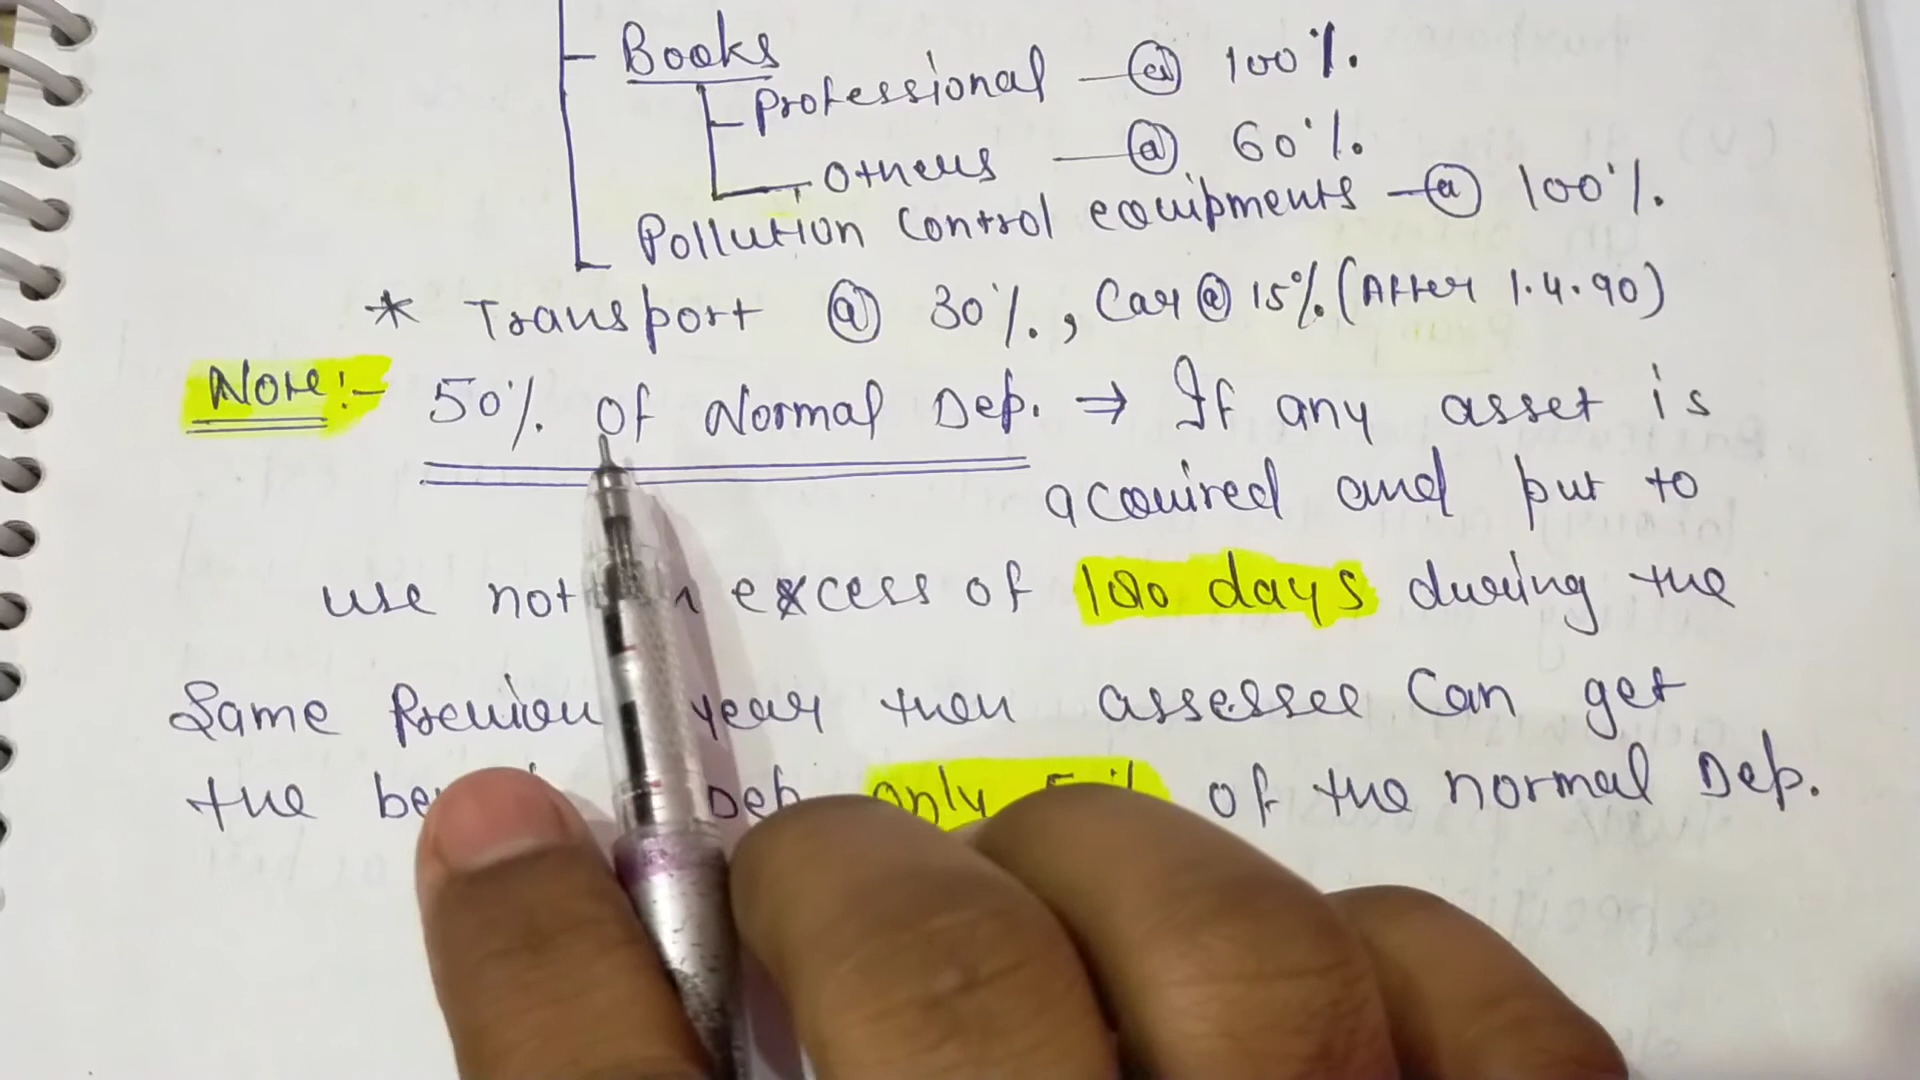 Books
Professional — @ 100%.
Others — @ 60%.
Pollution Control equipments — @ 100%.
* Transport @ 30%., Car @ 15%. (After 1.4.90)
Note:- 50%. Of Normal Dep. ⇒ If any asset is
acquired and put to
use not excess of 180 days during the
Same Previou year then assessee Can get
the Dep only of the normal Dep.